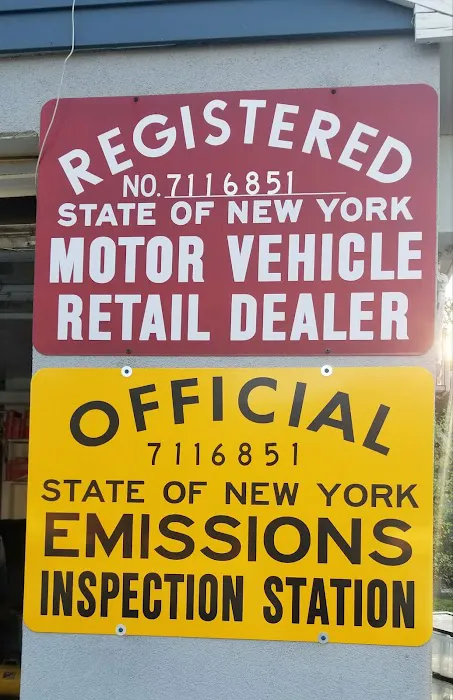 REGISTERED
NO. 7116851
STATE OF NEW YORK
MOTOR VEHICLE
RETAIL DEALER
OFFICIAL
7116851
STATE OF NEW YORK
EMISSIONS
INSPECTION STATION